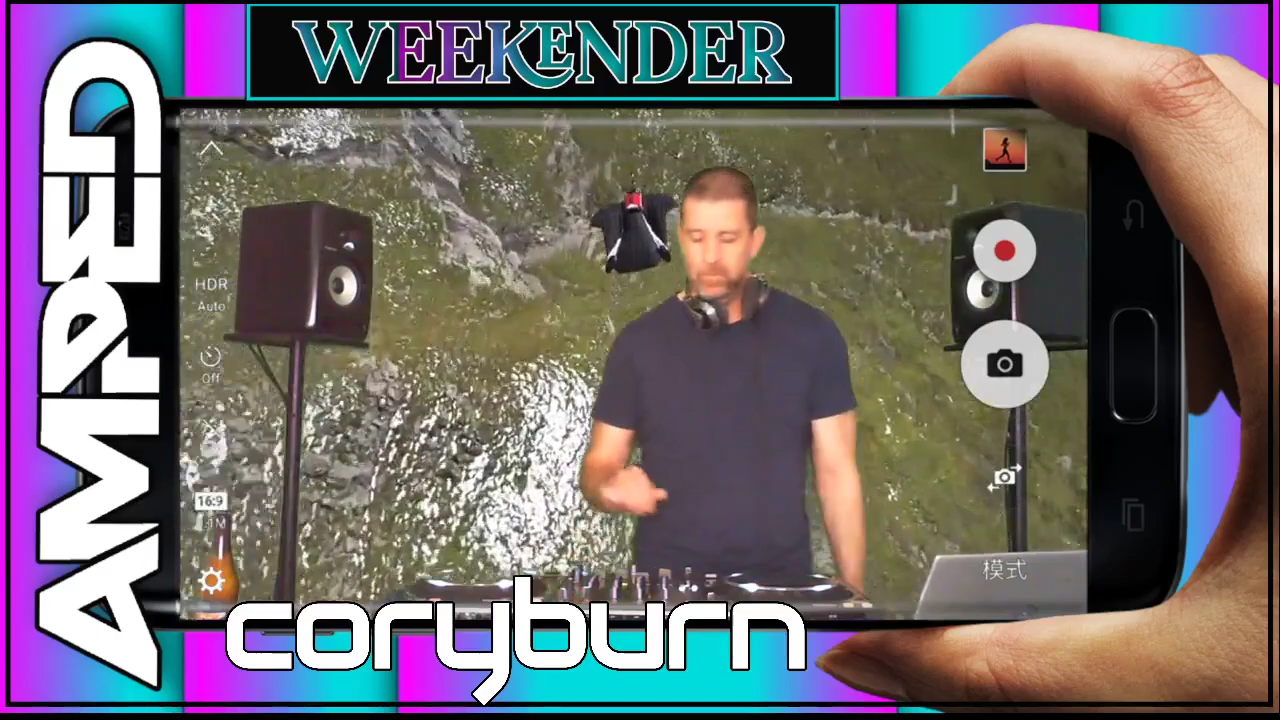 WEEKENDER
AMPED
HDR
Auto
Off
16:9
模式
coryburn